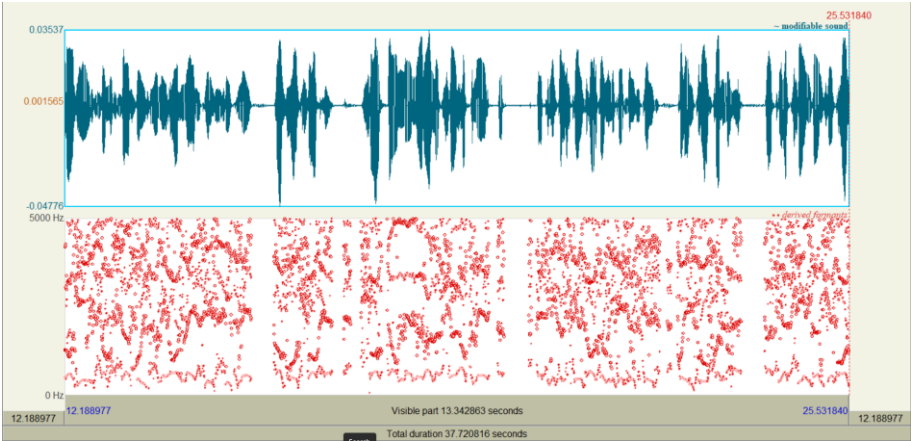 25.531840
~ modifiable sound
0.03537
0.001565
-0.04776
5000 Hz
•• derived formants
0 Hz
12.188977
Visible part 13.342863 seconds
25.531840
12.188977
12.188977
Total duration 37.720816 seconds